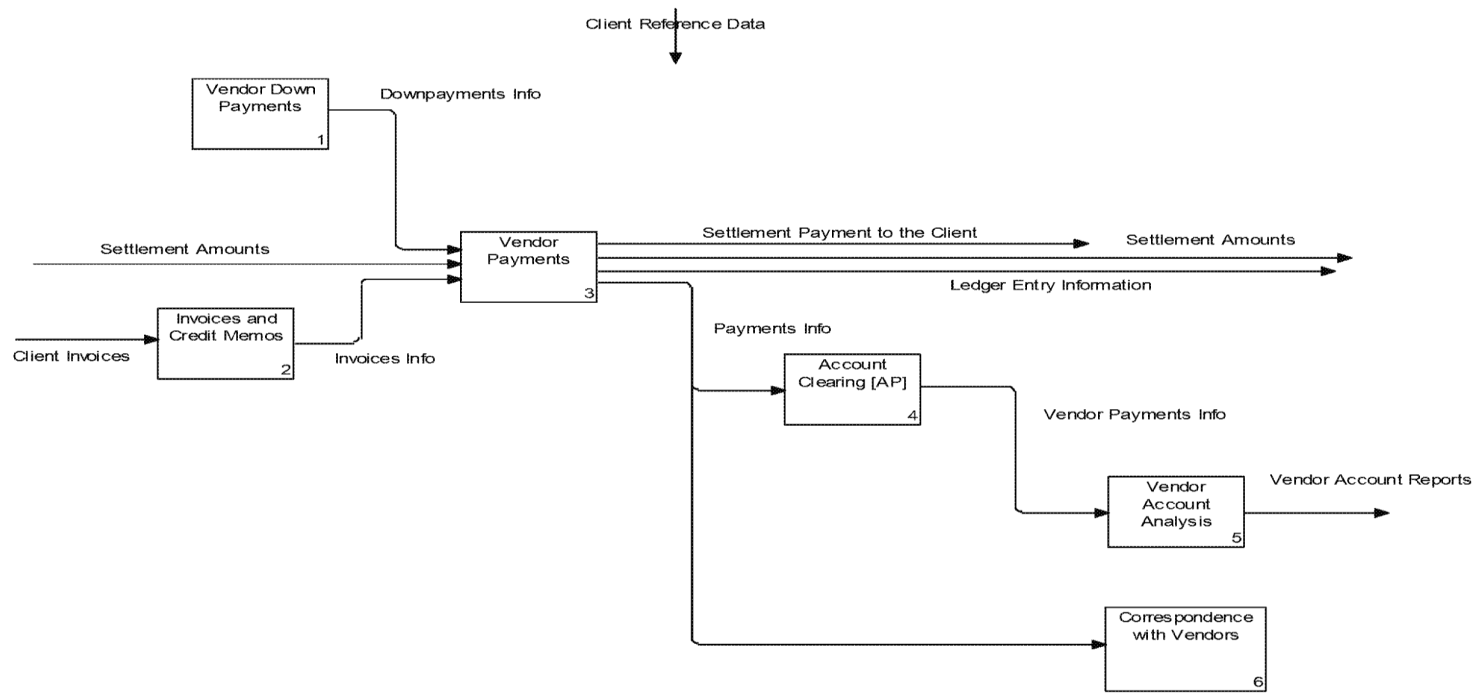 Client Reference Data
Vendor Down
Payments
1
Downpayments Info
Settlement Amounts
Vendor
Payments
3
Settlement Payment to the Client
Settlement Amounts
Ledger Entry Information
Client Invoices
Invoices and
Credit Memos
2
Invoices Info
Payments Info
Account
Clearing [AP]
4
Vendor Payments Info
Vendor
Account
Analysis
5
Vendor Account Reports
Correspondence
with Vendors
6